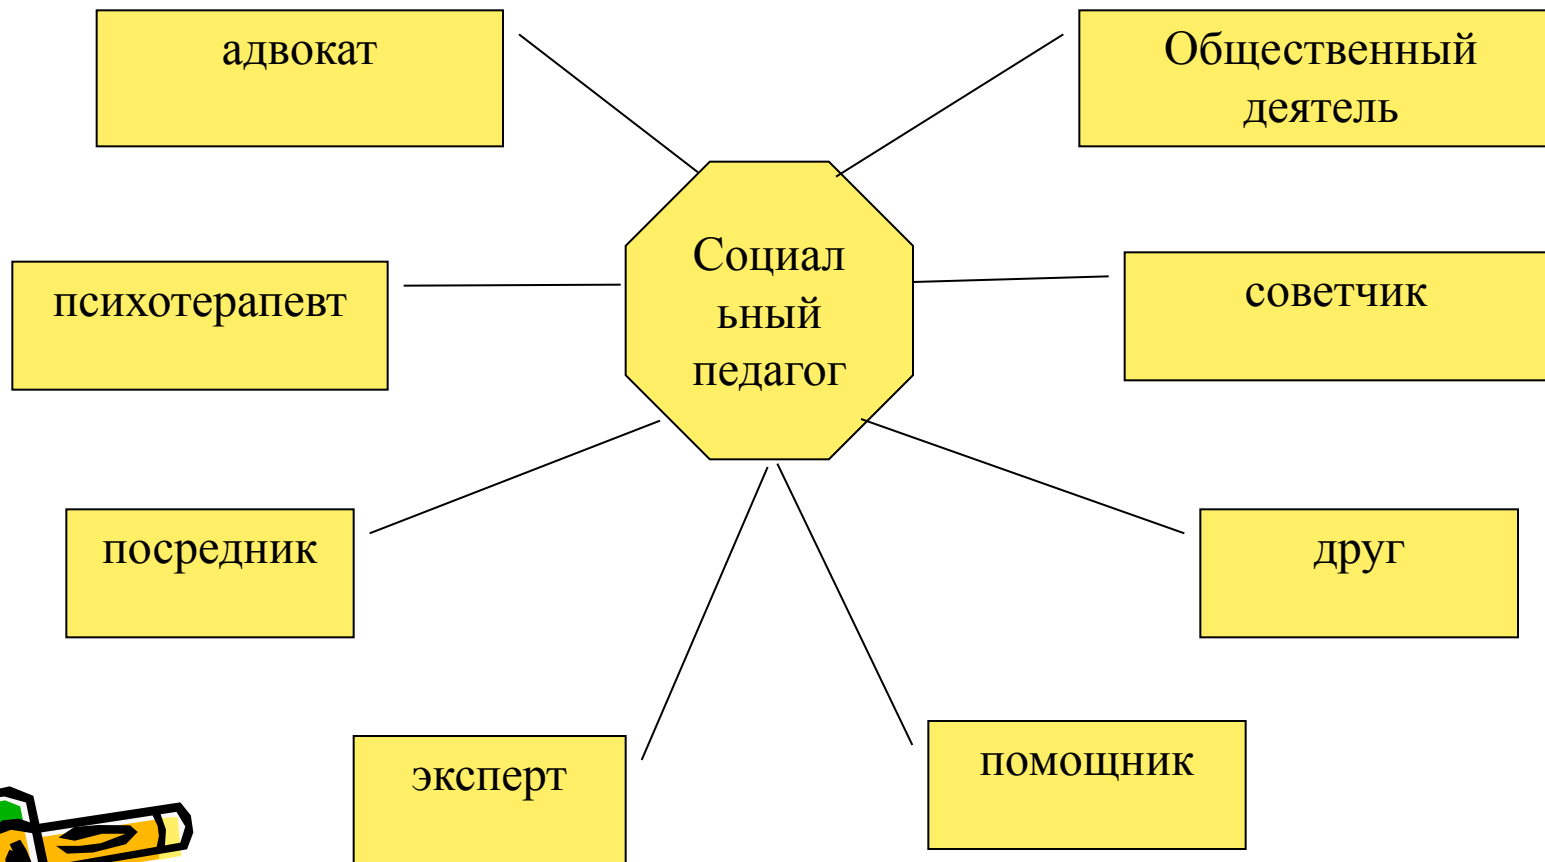 адвокат
Общественный
деятель
Социал
ьный
педагог
психотерапевт
советчик
посредник
друг
эксперт
помощник